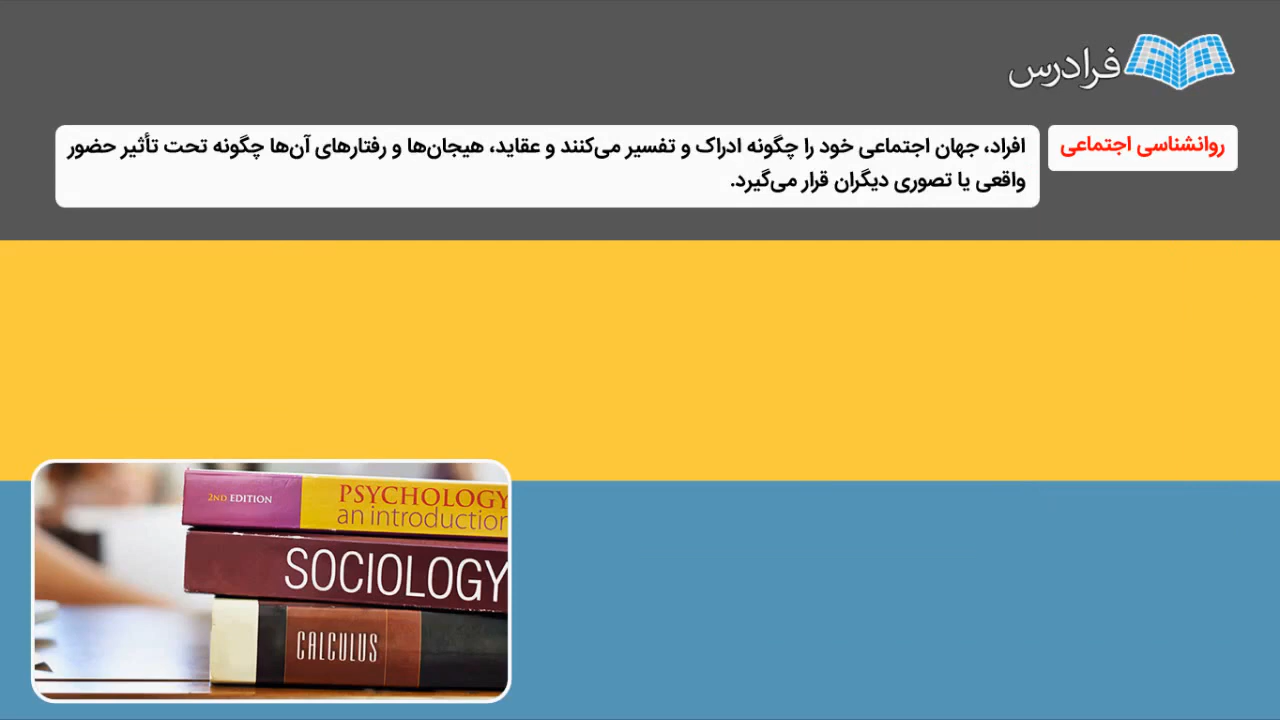 فرادرس
روانشناسی اجتماعی
افراد، جهان اجتماعی خود را چگونه ادراک و تفسیر می‌کنند و عقاید، هیجان‌ها و رفتارهای آن‌ها چگونه تحت تأثیر حضور
واقعی یا تصوری دیگران قرار می‌گیرد.
2ND EDITION
PSYCHOLOGY
an introduction
SOCIOLOGY
CALCULUS